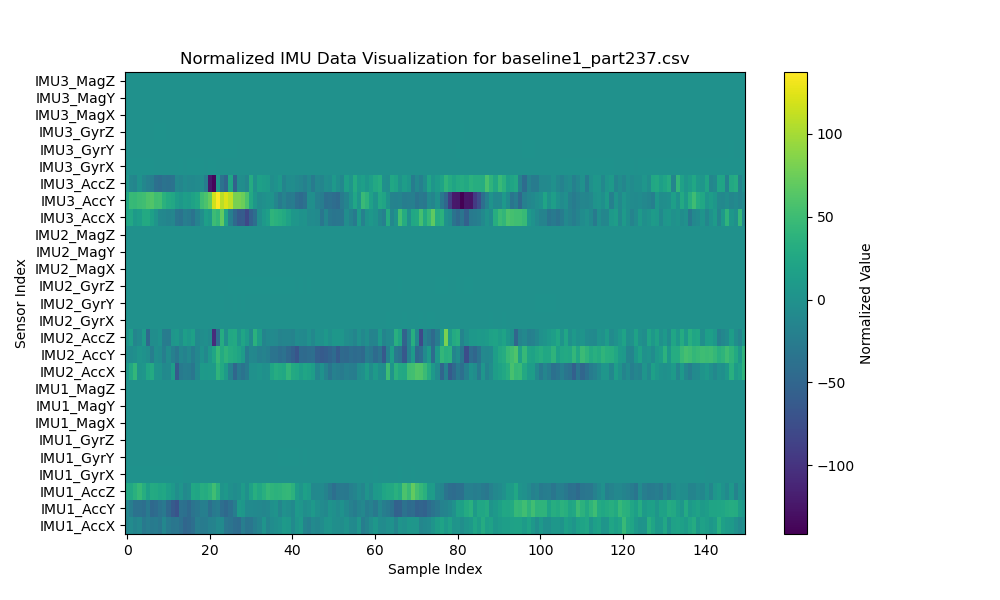 Normalized IMU Data Visualization for baseline1_part237.csv
IMU3_MagZ
IMU3_MagY
IMU3_MagX
IMU3_GyrZ
IMU3_GyrY
IMU3_GyrX
IMU3_AccZ
IMU3_AccY
IMU3_AccX
IMU2_MagZ
IMU2_MagY
IMU2_MagX
IMU2_GyrZ
IMU2_GyrY
IMU2_GyrX
IMU2_AccZ
IMU2_AccY
IMU2_AccX
IMU1_MagZ
IMU1_MagY
IMU1_MagX
IMU1_GyrZ
IMU1_GyrY
IMU1_GyrX
IMU1_AccZ
IMU1_AccY
IMU1_AccX
Sensor Index
0 20 40 60 80 100 120 140
Sample Index
100
50
0
−50
−100
Normalized Value